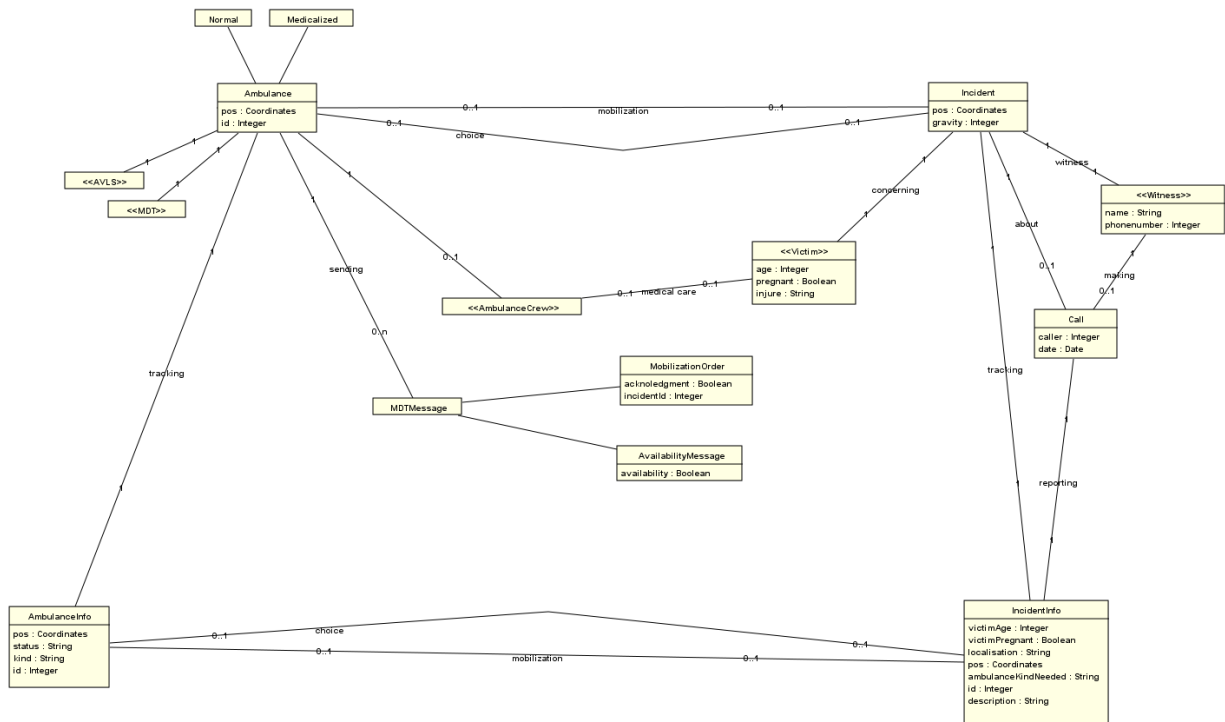 Normal
Medicalized
Ambulance
pos : Coordinates
id : Integer
Incident
pos : Coordinates
gravity : Integer
0..1
mobilization
0..1
0..1
choice
0..1
1
1
<<AVLS>>
1
1
<<MDT>>
1
1
1
1
1
witness
1
<<Witness>>
name : String
phonenumber : Integer
concerning
1
sending
about
1
<<Victim>>
age : Integer
pregnant : Boolean
injure : String
0..1
0..1
medical care
0..1
<<AmbulanceCrew>>
0..1
1
making
0..1
Call
caller : Integer
date : Date
1
0..n
tracking
tracking
MobilizationOrder
acknoledgment : Boolean
incidentId : Integer
MDTMessage
AvailabilityMessage
availability : Boolean
1
1
1
reporting
1
AmbulanceInfo
pos : Coordinates
status : String
kind : String
id : Integer
IncidentInfo
victimAge : Integer
victimPregnant : Boolean
localisation : String
pos : Coordinates
ambulanceKindNeeded : String
id : Integer
description : String
0..1
choice
0..1
0..1
mobilization
0..1